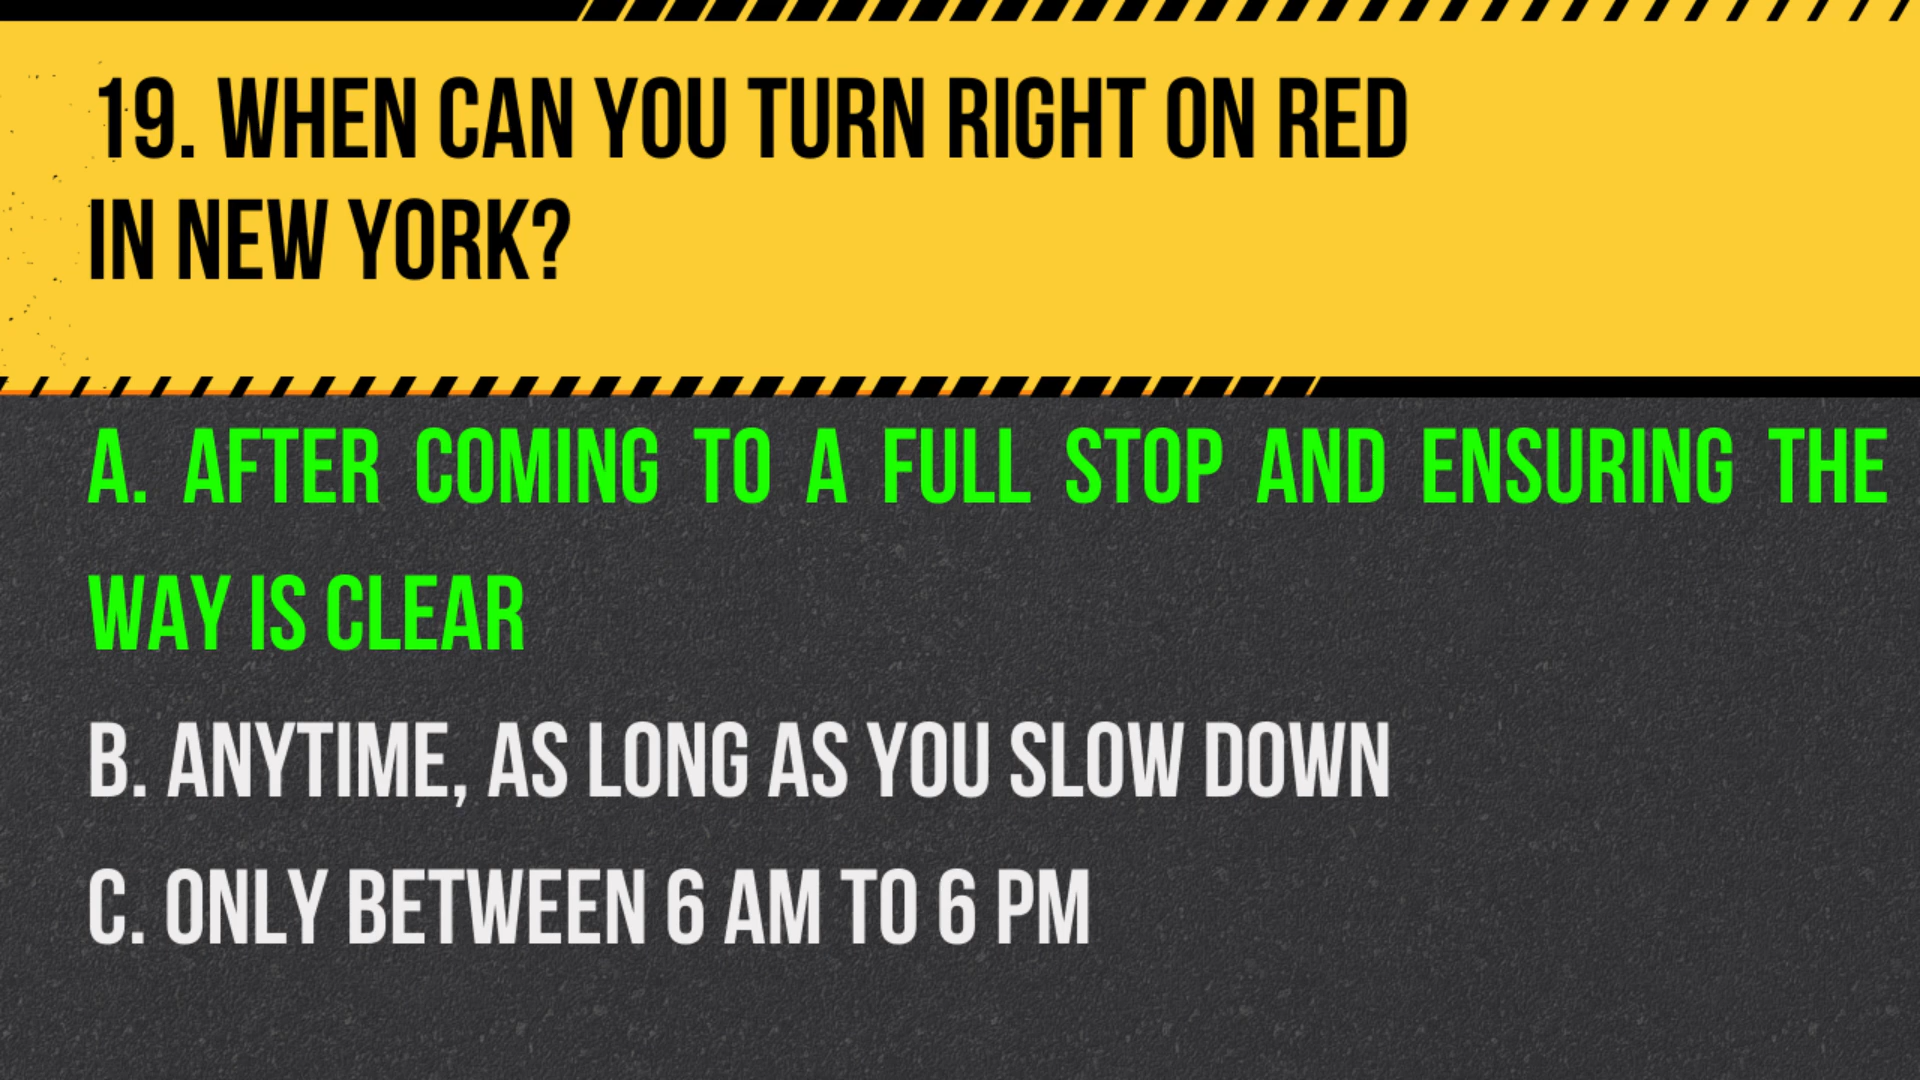 19. WHEN CAN YOU TURN RIGHT ON RED
IN NEW YORK?
A. AFTER COMING TO A FULL STOP AND ENSURING THE
WAY IS CLEAR
B. ANYTIME, AS LONG AS YOU SLOW DOWN
C. ONLY BETWEEN 6 AM TO 6 PM